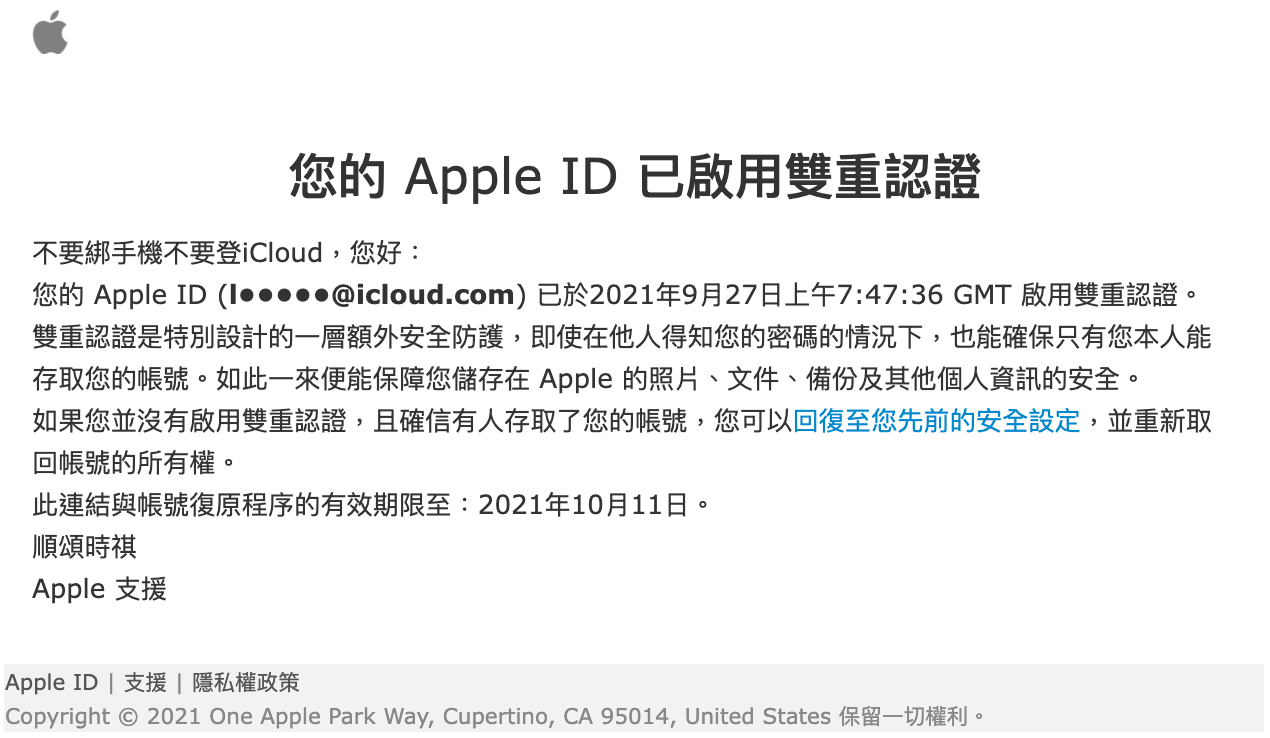 您的 Apple ID 已啟用雙重認證
不要綁手機不要登iCloud，您好：
您的 Apple ID (l●●●●●@icloud.com) 已於2021年9月27日上午7:47:36 GMT 啟用雙重認證。
雙重認證是特別設計的一層額外安全防護，即使在他人得知您的密碼的情況下，也能確保只有您本人能
存取您的帳號。如此一來便能保障您儲存在 Apple 的照片、文件、備份及其他個人資訊的安全。
如果您並沒有啟用雙重認證，且確信有人存取了您的帳號，您可以回復至您先前的安全設定，並重新取
回帳號的所有權。
此連結與帳號復原程序的有效期限至：2021年10月11日。
順頌時祺
Apple 支援
Apple ID | 支援 | 隱私權政策
Copyright © 2021 One Apple Park Way, Cupertino, CA 95014, United States 保留一切權利。